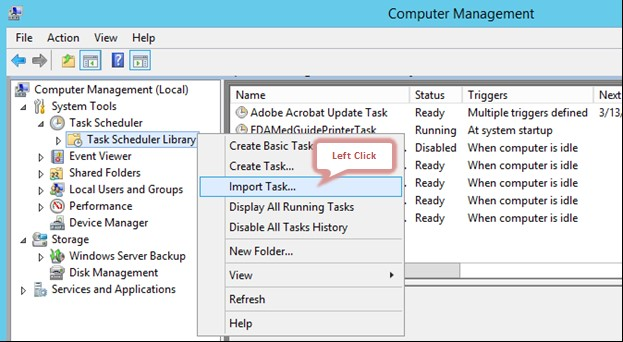 Computer Management
File Action View Help
Computer Management (Local)
System Tools
Task Scheduler
Task Scheduler Library
Event Viewer
Shared Folders
Local Users and Groups
Performance
Device Manager
Storage
Windows Server Backup
Disk Management
Services and Applications
Name Status Triggers Next
Adobe Acrobat Update Task Ready Multiple triggers defined 3/13/
FDAMedGuidePrinterTask Running At system startup
Disabled When computer is idle
Ready When computer is idle
Ready When computer is idle
Ready When computer is idle
Ready When computer is idle
Create Basic Task
Create Task...
Import Task...
Display All Running Tasks
Disable All Tasks History
New Folder...
View
Refresh
Help
Left Click